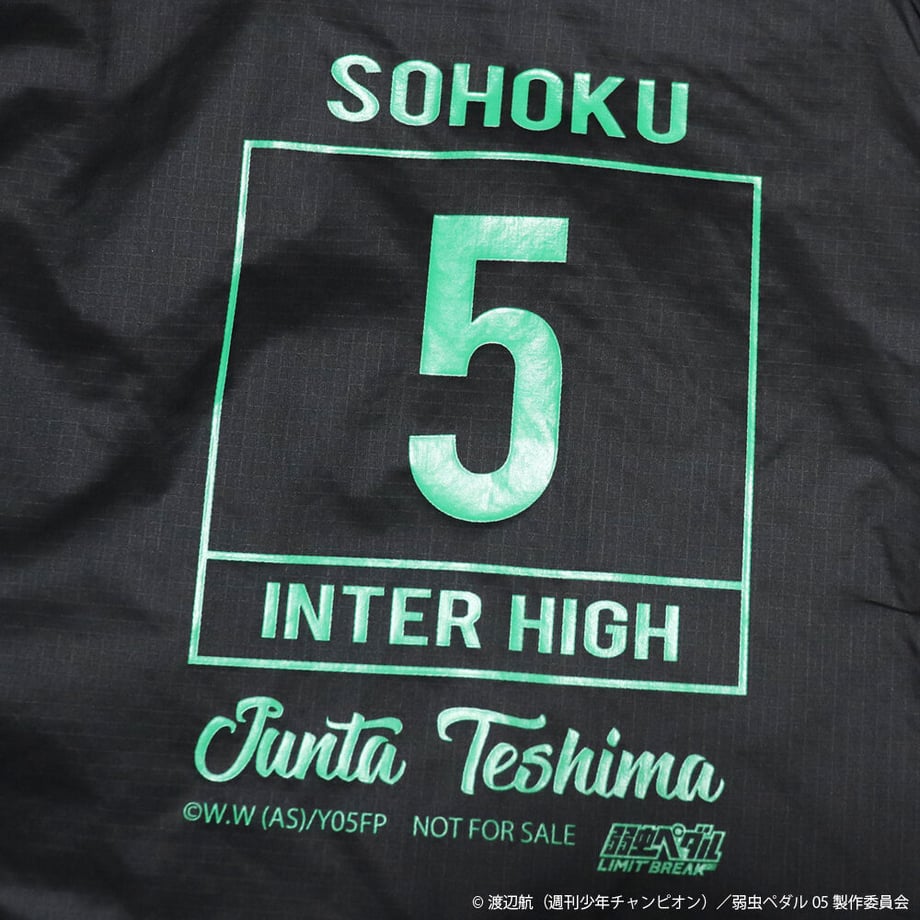 SOHOKU
5
INTER HIGH
Junta Teshima
©W.W (AS)/Y05FP NOT FOR SALE
弱虫ペダル
LIMIT BREAK
© 渡辺航（週刊少年チャンピオン）／弱虫ペダル 05 製作委員会